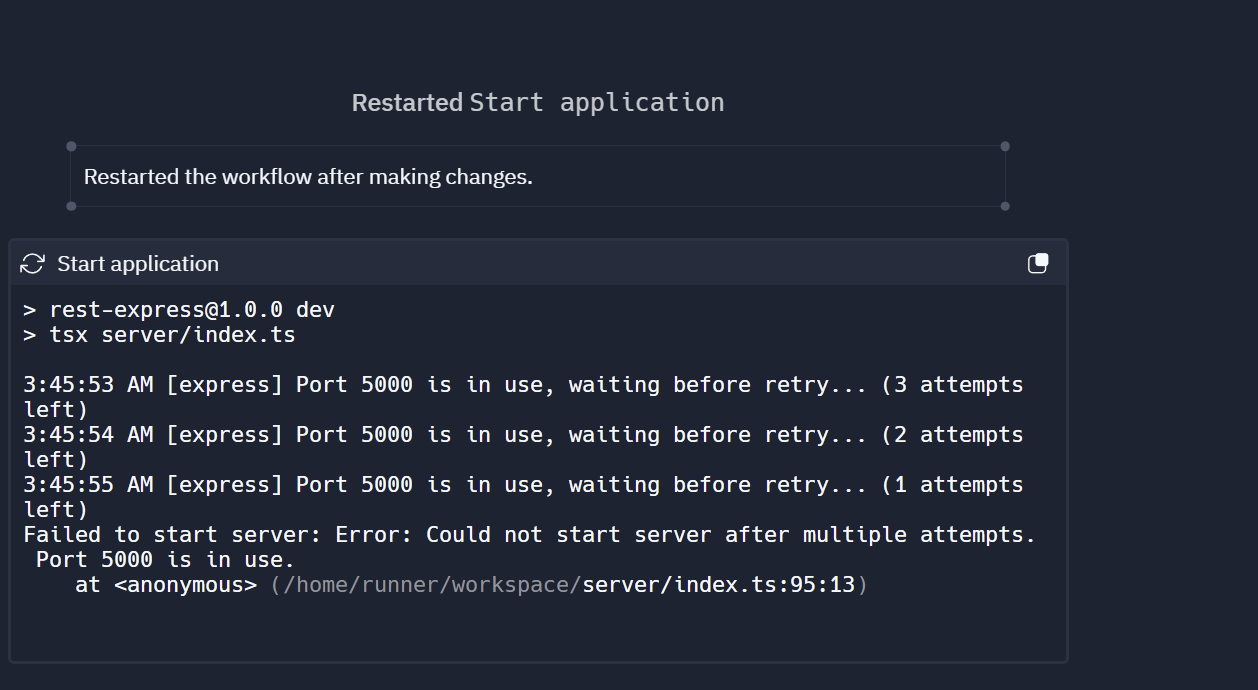 Restarted Start application
Restarted the workflow after making changes.
Start application
> rest-express@1.0.0 dev
> tsx server/index.ts
3:45:53 AM [express] Port 5000 is in use, waiting before retry... (3 attempts
left)
3:45:54 AM [express] Port 5000 is in use, waiting before retry... (2 attempts
left)
3:45:55 AM [express] Port 5000 is in use, waiting before retry... (1 attempts
left)
Failed to start server: Error: Could not start server after multiple attempts.
Port 5000 is in use.
at <anonymous> (/home/runner/workspace/server/index.ts:95:13)